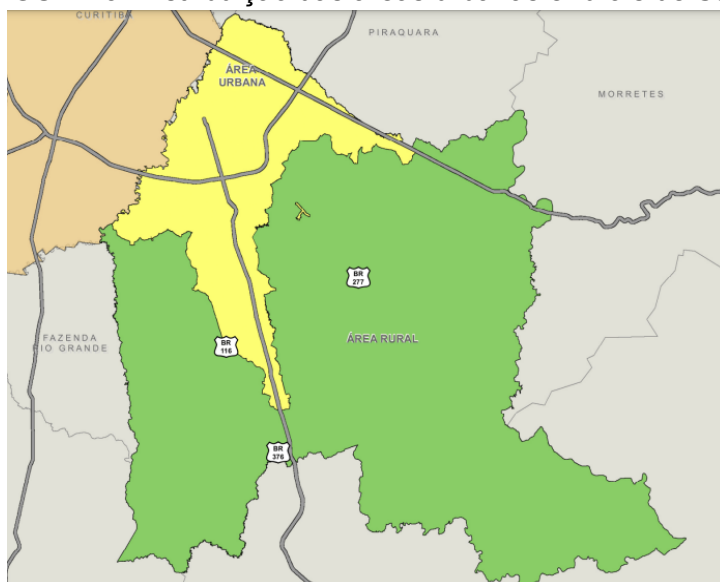 CURITIBA
PIRAQUARA
ÁREA
URBANA
MORRETES
BR
277
FAZENDA
RIO GRANDE
BR
116
ÁREA RURAL
BR
376